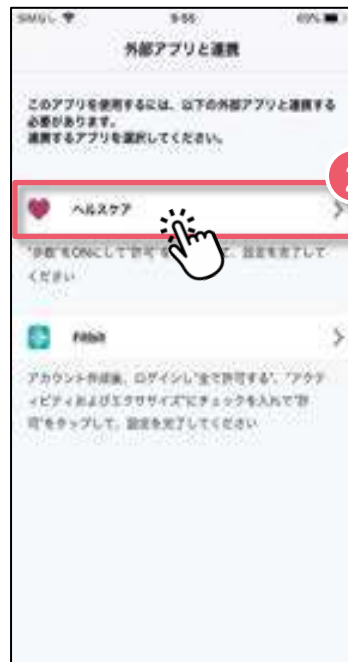 9:55
外部アプリと連携
このアプリを使用するには、以下の外部アプリと連携する
必要があります。
連携するアプリを選択してください。
ヘルスケア
"歩数"をONにして"許可"を
、設定を完了して
ください
Fitbit
アカウント作成後、ログインし"全て許可する"、"アクテ
ィビティおよびエクササイズ"にチェックを入れて"許
可"をタップして、設定を完了してください